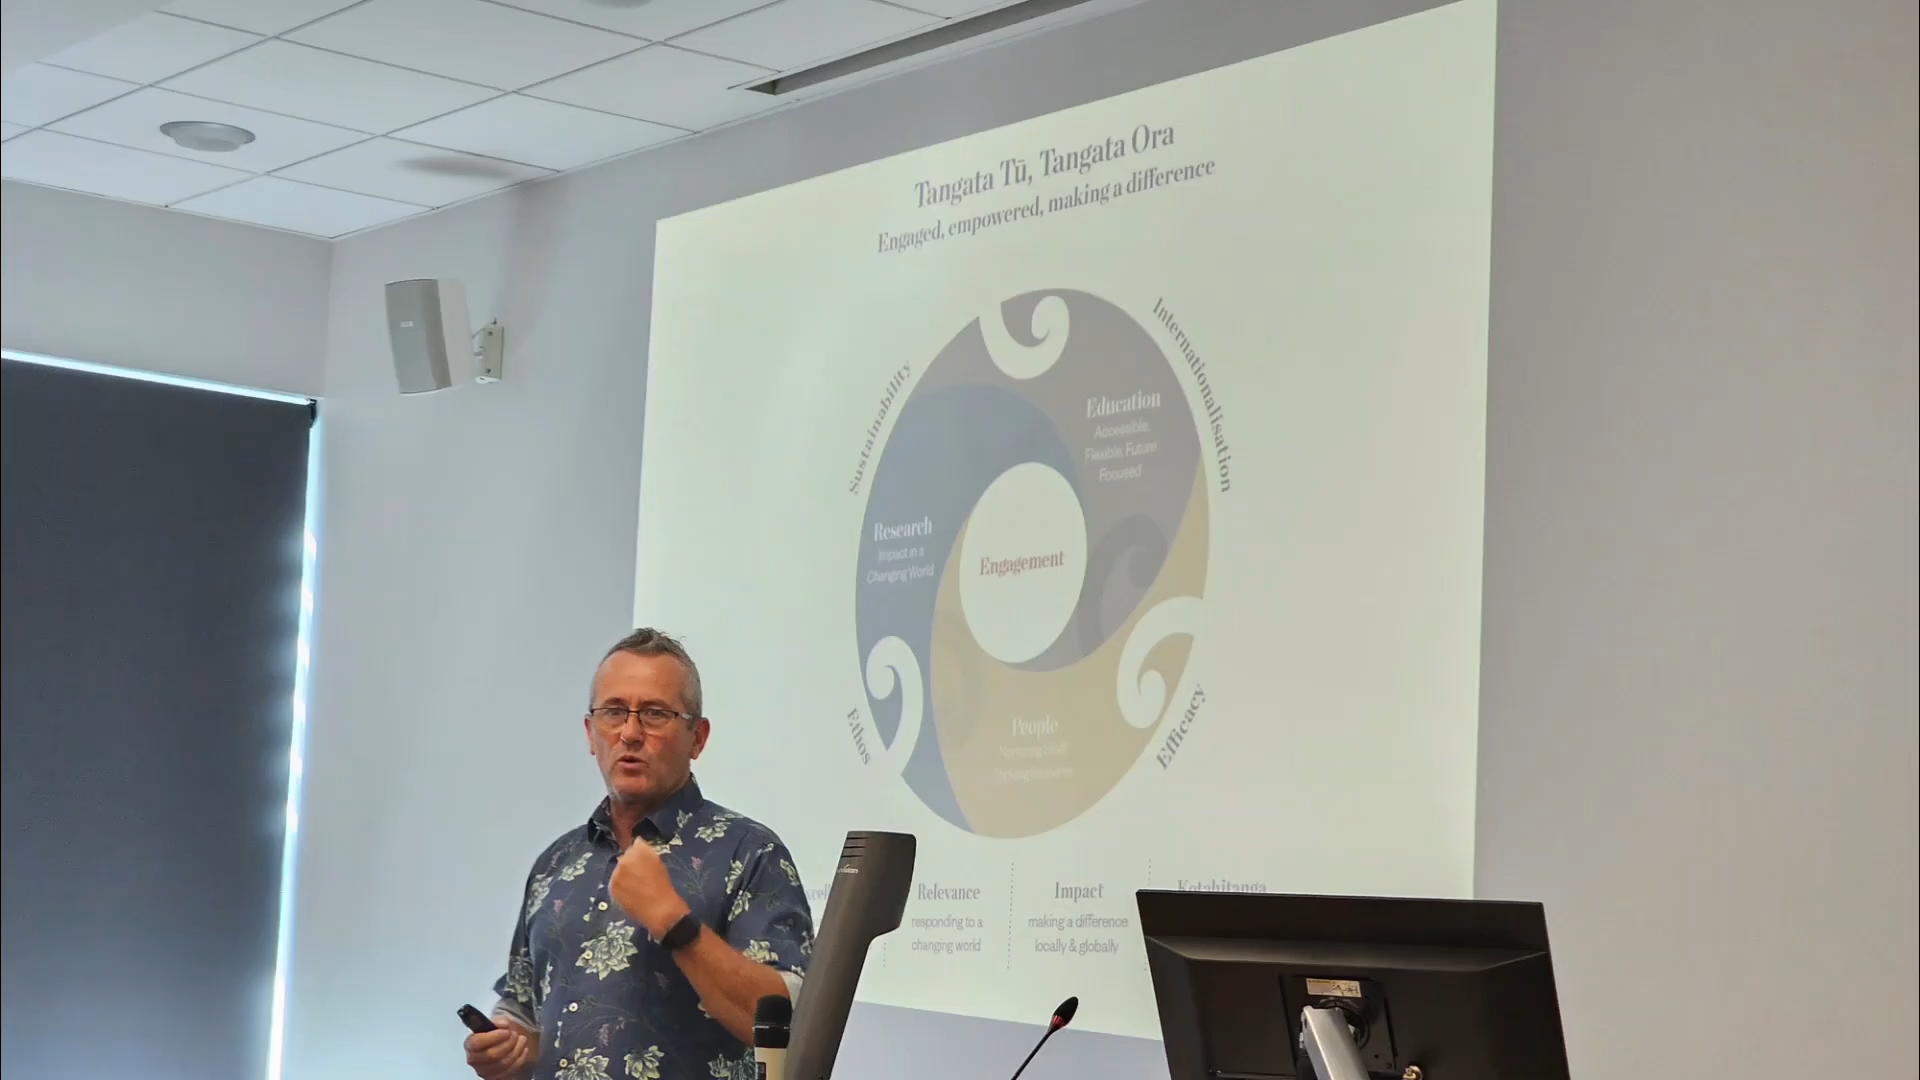 Tangata Tū, Tangata Ora
Engaged, empowered, making a difference
Sustainability
Internationalisation
Education
Accessible,
Flexible, Future
Focused
Research
Impact in a
Changing World
Engagement
People
Ethos
Efficacy
Relevance
responding to a
changing world
Impact
making a difference
locally & globally
Kotahitanga